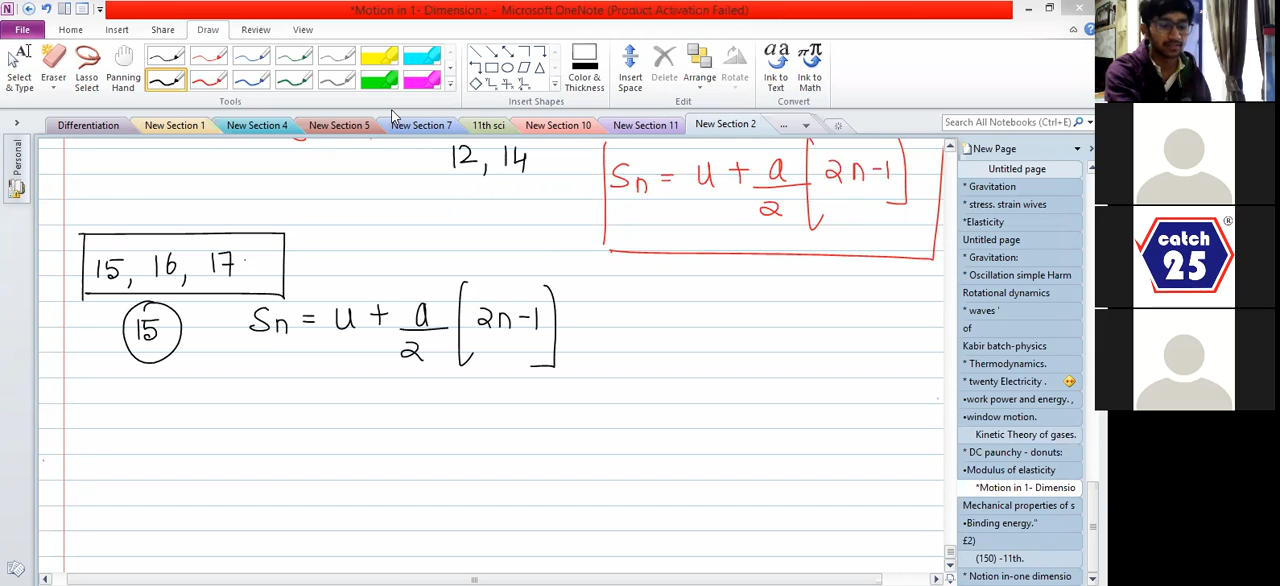 *Motion in 1- Dimension : - Microsoft OneNote (Product Activation Failed)
File Home Insert Share Draw Review View
Select & Type Eraser Lasso Select Panning Hand Color & Thickness Insert Space Delete Arrange Rotate Ink to Text Ink to Math
Tools Insert Shapes Edit Convert
Differentiation New Section 1 New Section 4 New Section 5 New Section 7 11th sci New Section 10 New Section 11 New Section 2 ... Search All Notebooks (Ctrl+E)
Personal
12, 14
Sn = u + a/2 [2n-1]
15, 16, 17
15 Sn = u + a/2 [2n-1]
New Page
Untitled page
* Gravitation
* stress. strain wives
*Elasticity
Untitled page
* Gravitation:
* Oscillation simple Harm
Rotational dynamics
* waves '
of
Kabir batch-physics
* Thermodynamics.
* twenty Electricity .
•work power and energy. ,
•window motion.
Kinetic Theory of gases.
* DC paunchy - donuts:
•Modulus of elasticity
*Motion in 1- Dimensio
Mechanical properties of s
•Binding energy."
£2)
(150) -11th.
* Notion in-one dimensio
catch
25
®